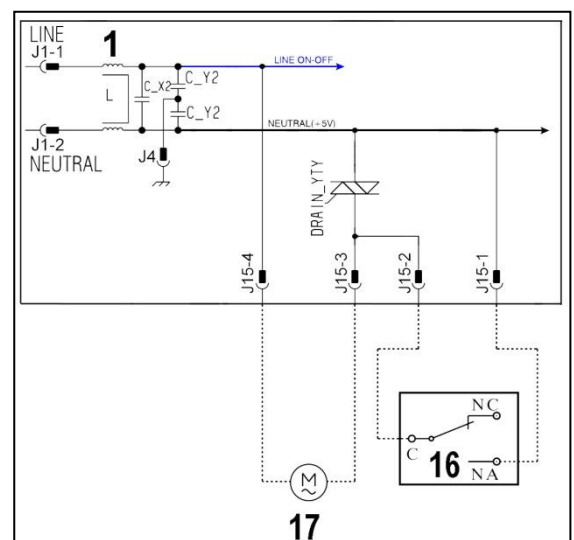 LINE
J1-1
1
LINE ON-OFF
L
C_X2
C_Y2
C_Y2
NEUTRAL(+5V)
J1-2
NEUTRAL
J4
DRAIN_YTY
J15-4
J15-3
J15-2
J15-1
NC
C
16
NA
M
17